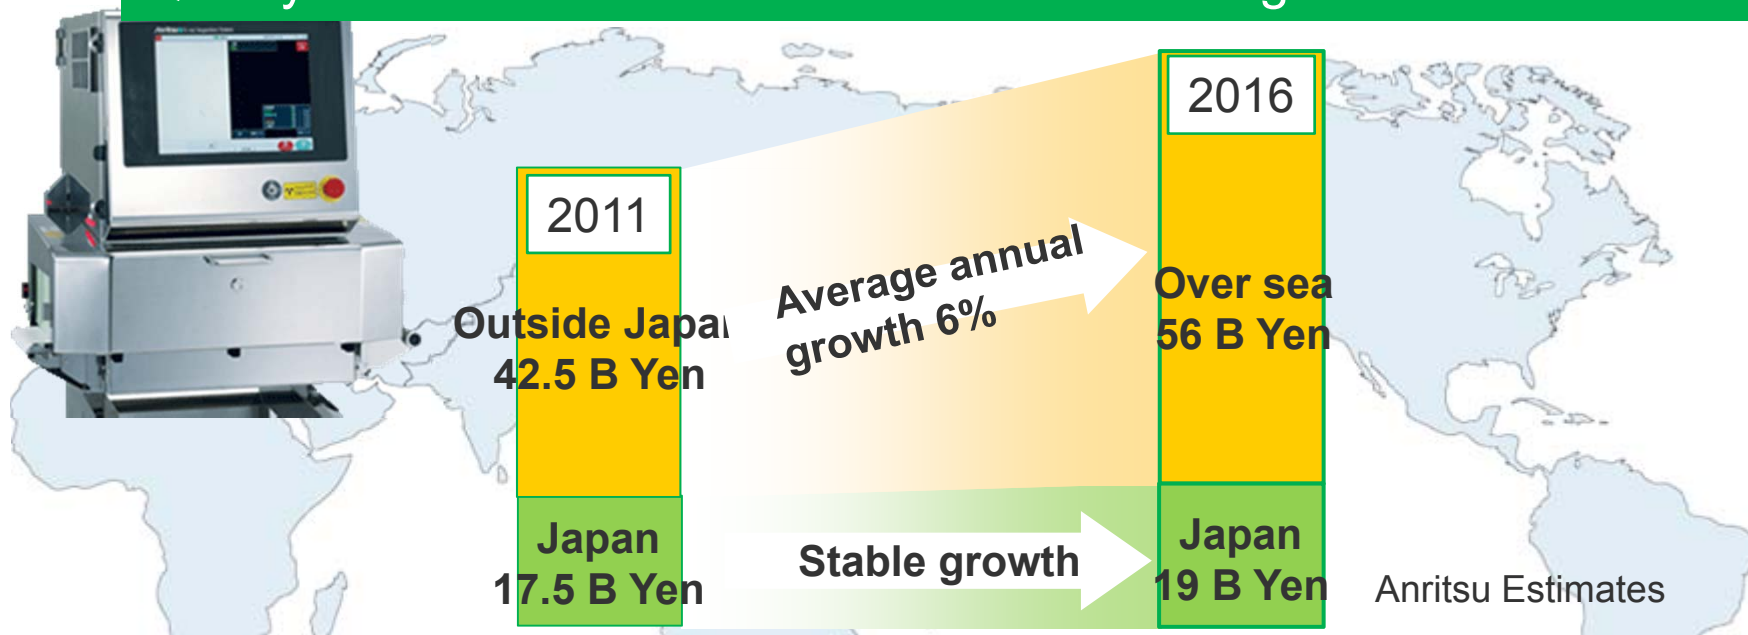 2011
Outside Japan
42.5 B Yen
Japan
17.5 B Yen
Average annual
growth 6%
Stable growth
2016
Over sea
56 B Yen
Japan
19 B Yen
Anritsu Estimates